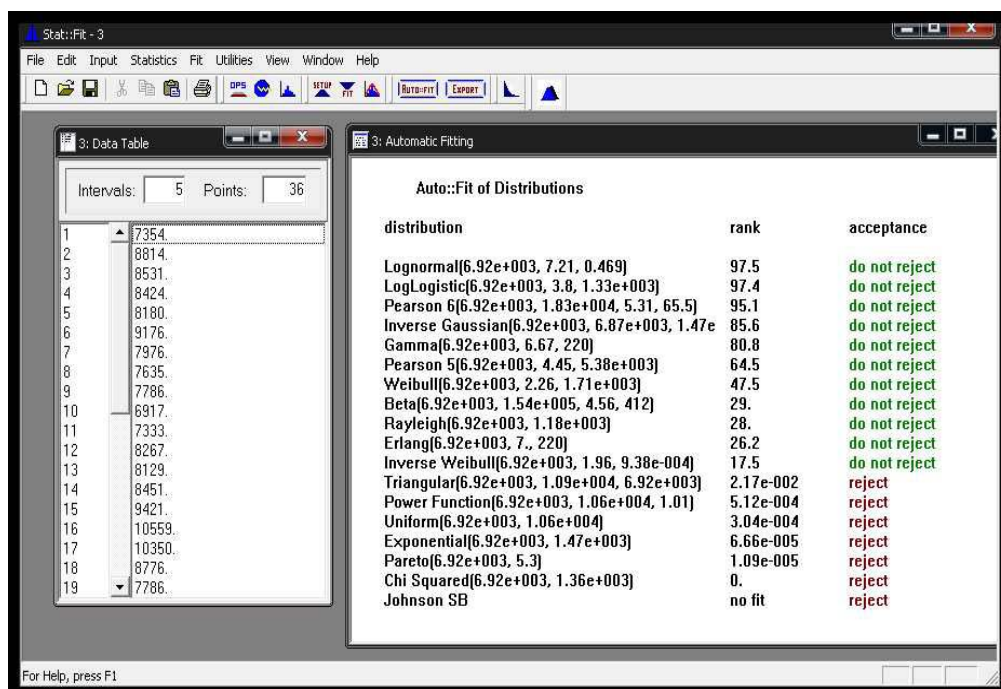 Stat::Fit - 3
File Edit Input Statistics Fit Utilities View Window Help
DPS SETUP FIT AUTO::FIT EXPORT
3: Data Table
Intervals: 5 Points: 36
1 7354.
2 8814.
3 8531.
4 8424.
5 8180.
6 9176.
7 7976.
8 7635.
9 7786.
10 6917.
11 7333.
12 8267.
13 8129.
14 8451.
15 9421.
16 10559.
17 10350.
18 8776.
19 7786.
3: Automatic Fitting
Auto::Fit of Distributions
distribution rank acceptance
Lognormal(6.92e+003, 7.21, 0.469) 97.5 do not reject
LogLogistic(6.92e+003, 3.8, 1.33e+003) 97.4 do not reject
Pearson 6(6.92e+003, 1.83e+004, 5.31, 65.5) 95.1 do not reject
Inverse Gaussian(6.92e+003, 6.87e+003, 1.47e 85.6 do not reject
Gamma(6.92e+003, 6.67, 220) 80.8 do not reject
Pearson 5(6.92e+003, 4.45, 5.38e+003) 64.5 do not reject
Weibull(6.92e+003, 2.26, 1.71e+003) 47.5 do not reject
Beta(6.92e+003, 1.54e+005, 4.56, 412) 29. do not reject
Rayleigh(6.92e+003, 1.18e+003) 28. do not reject
Erlang(6.92e+003, 7., 220) 26.2 do not reject
Inverse Weibull(6.92e+003, 1.96, 9.38e-004) 17.5 do not reject
Triangular(6.92e+003, 1.09e+004, 6.92e+003) 2.17e-002 reject
Power Function(6.92e+003, 1.06e+004, 1.01) 5.12e-004 reject
Uniform(6.92e+003, 1.06e+004) 3.04e-004 reject
Exponential(6.92e+003, 1.47e+003) 6.66e-005 reject
Pareto(6.92e+003, 5.3) 1.09e-005 reject
Chi Squared(6.92e+003, 1.36e+003) 0. reject
Johnson SB no fit reject
For Help, press F1